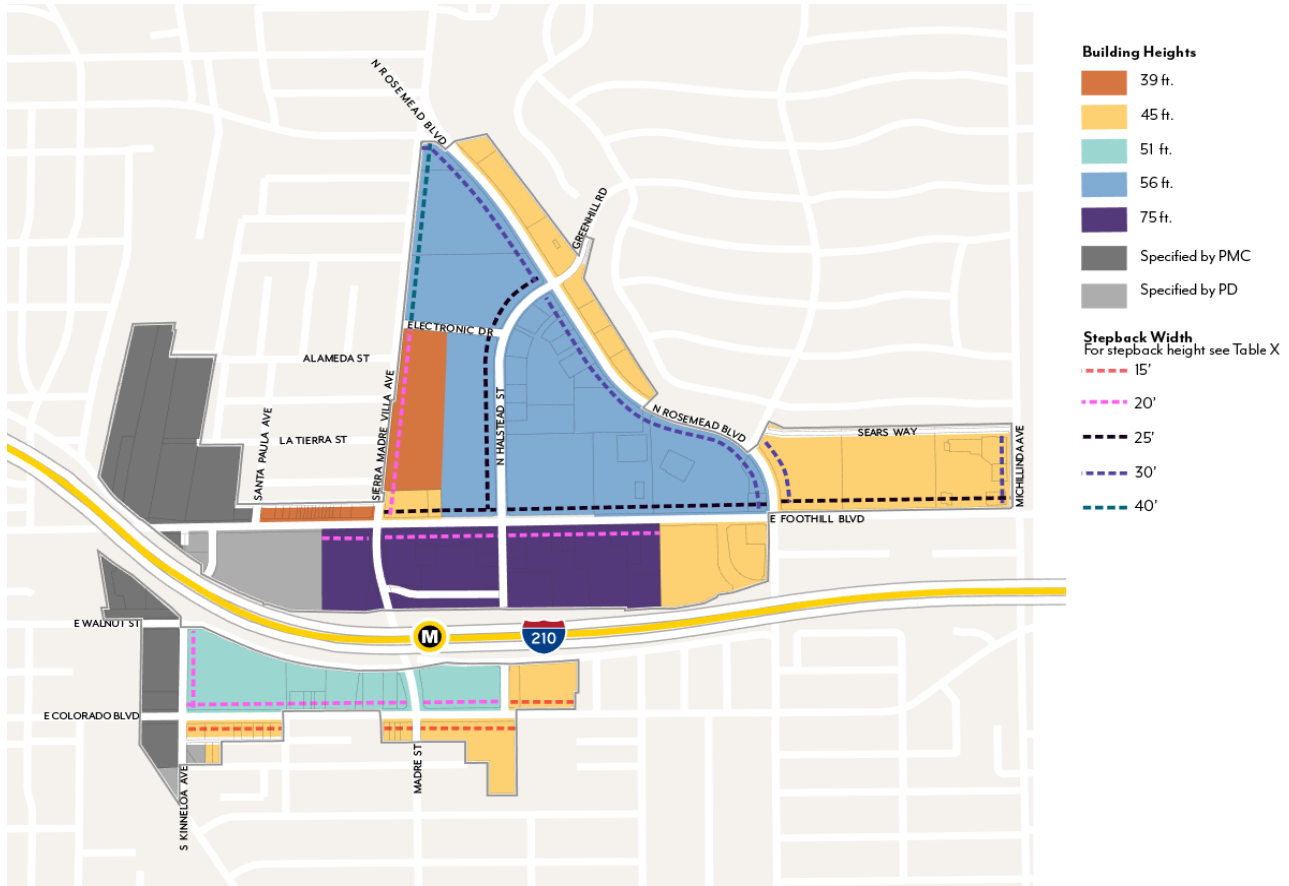 Building Heights
39 ft.
45 ft.
51 ft.
56 ft.
75 ft.
Specified by PMC
Specified by PD
Stepback Width
For stepback height see Table X
15'
20'
25'
30'
40'
N ROSEMEAD BLVD
GREENHILL RD
ELECTRONIC DR
ALAMEDA ST
SIERRA MADRE VILLA AVE
N HALSTEAD ST
N ROSEMEAD BLVD
SEARS WAY
MICHILLINDA AVE
SANTA PAULA AVE
LA TIERRA ST
E FOOTHILL BLVD
E WALNUT ST
M
210
E COLORADO BLVD
MADRE ST
S KINNELOA AVE